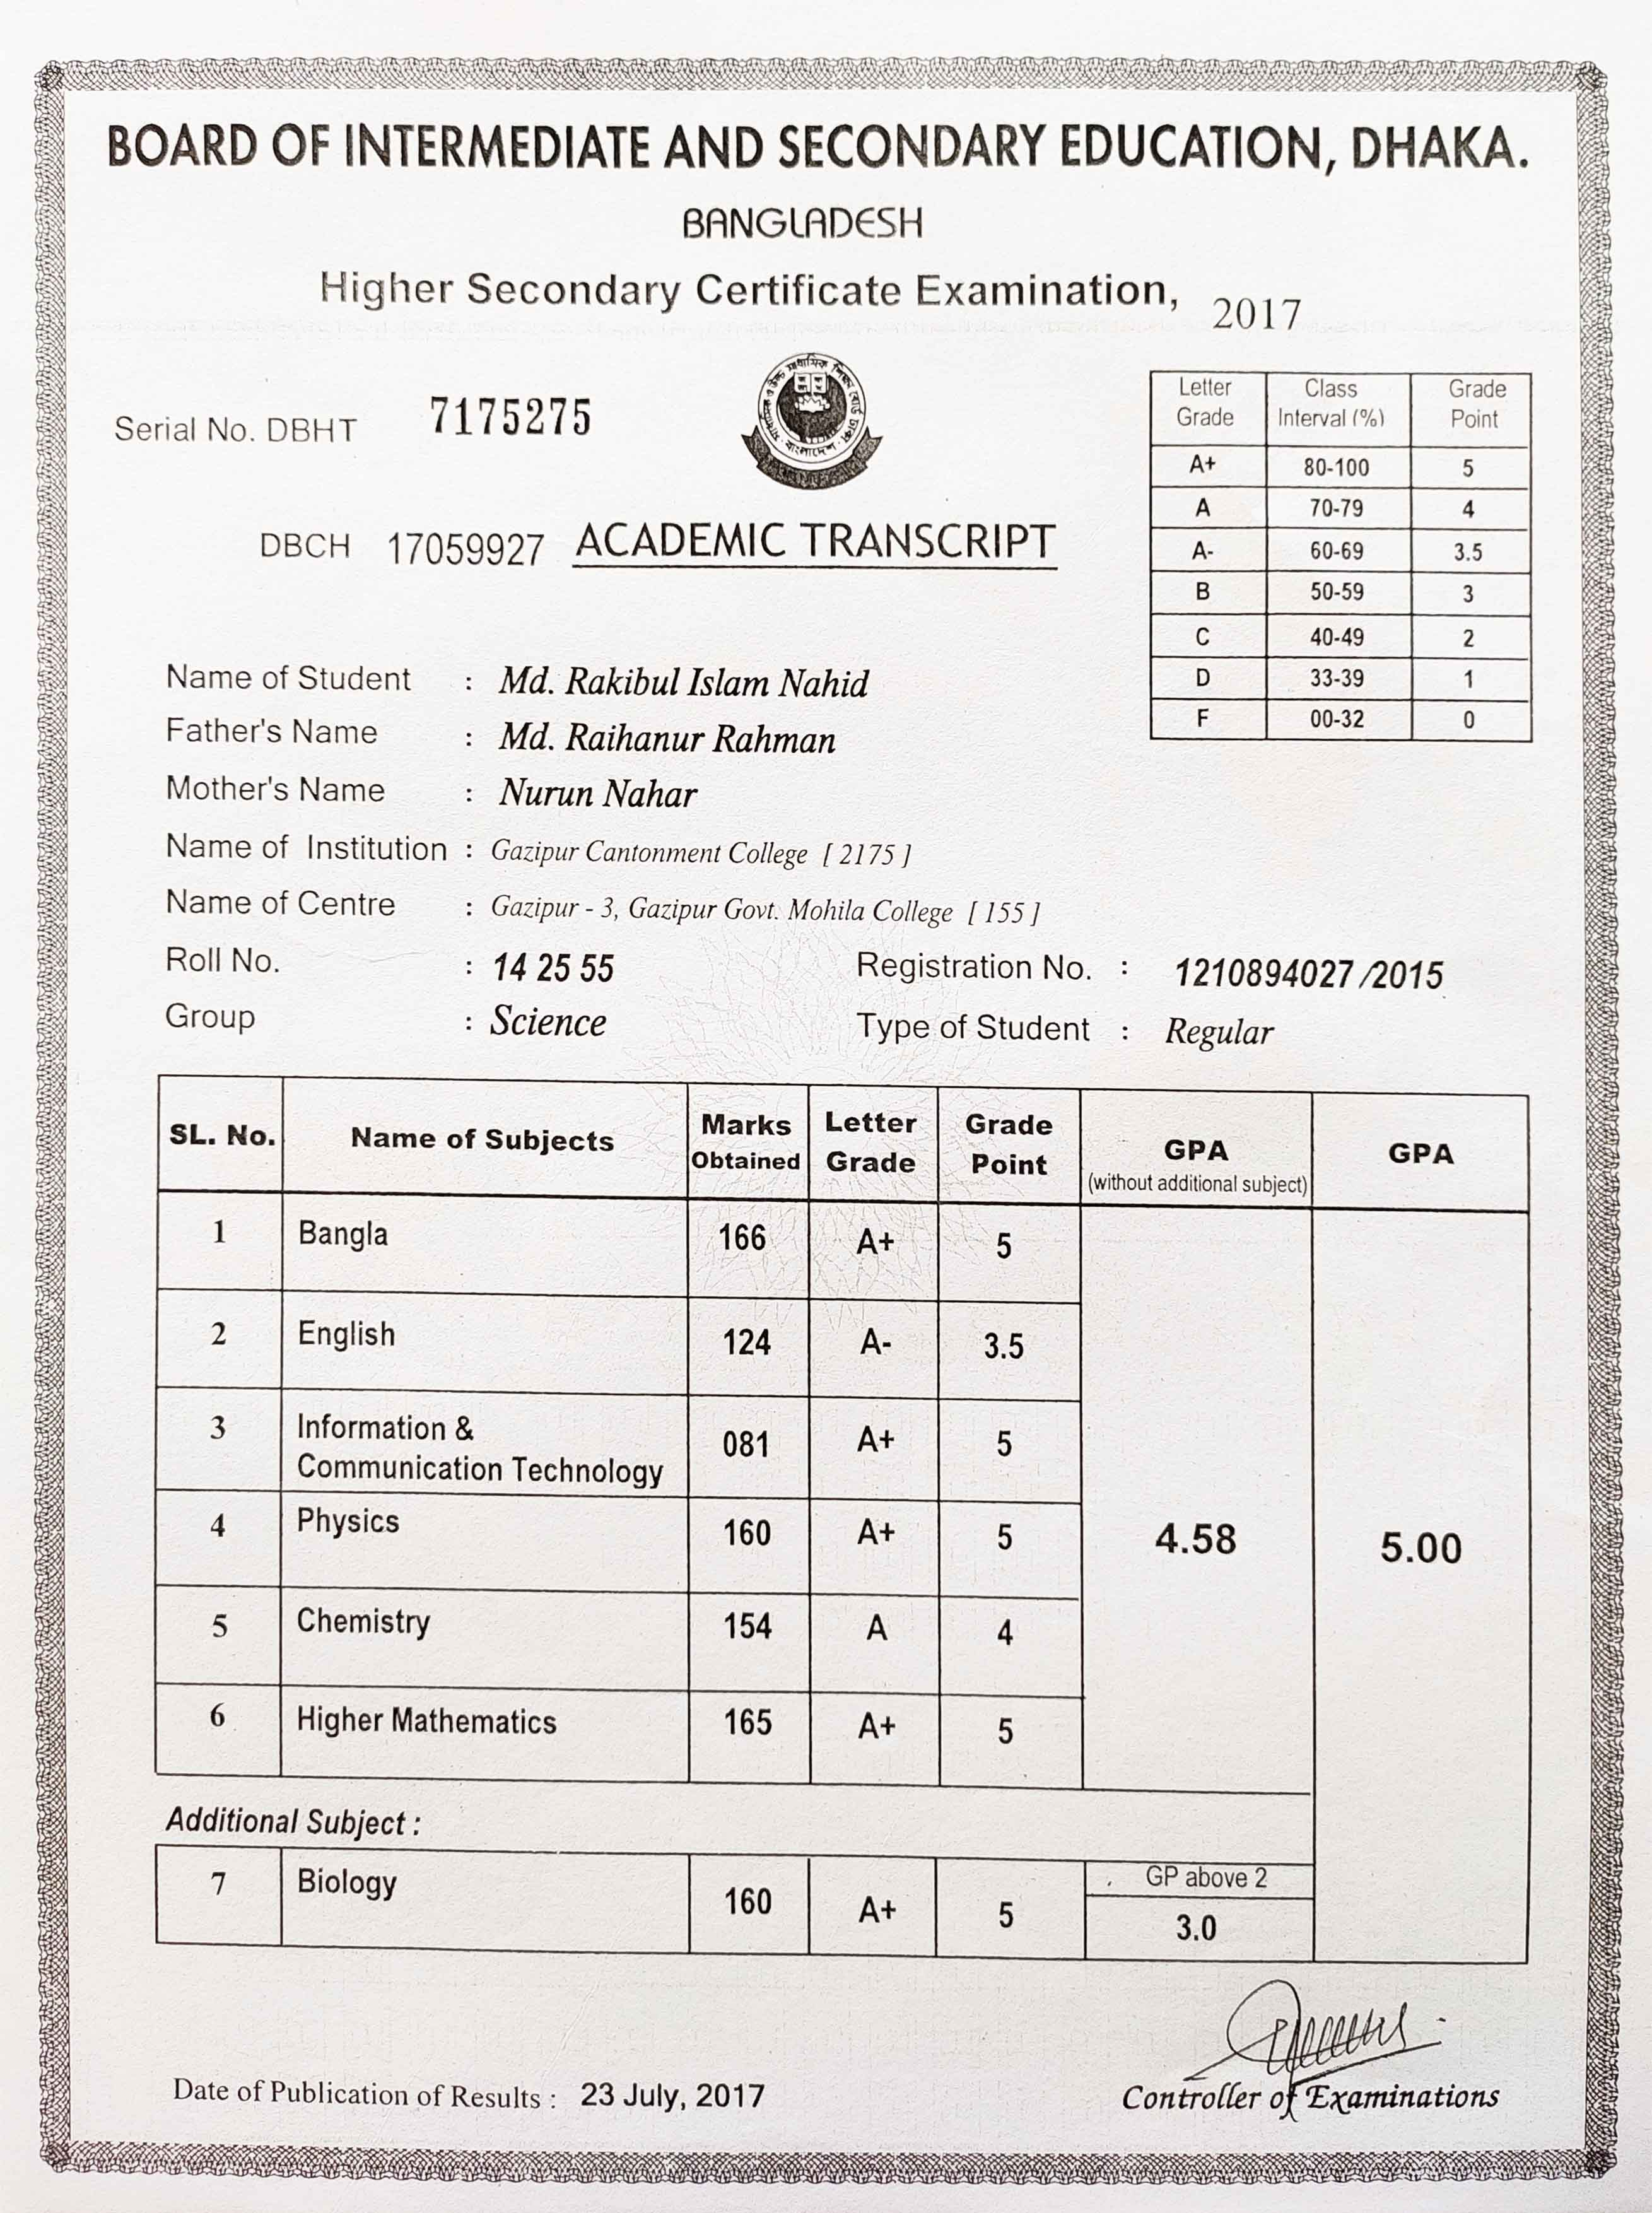 BOARD OF INTERMEDIATE AND SECONDARY EDUCATION, DHAKA.
BANGLADESH
Higher Secondary Certificate Examination, 2017
Serial No. DBHT 7175275
DBCH 17059927 ACADEMIC TRANSCRIPT
Letter Grade Class Interval (%) Grade Point
A+ 80-100 5
A 70-79 4
A- 60-69 3.5
B 50-59 3
C 40-49 2
D 33-39 1
F 00-32 0
Name of Student : Md. Rakibul Islam Nahid
Father's Name : Md. Raihanur Rahman
Mother's Name : Nurun Nahar
Name of Institution : Gazipur Cantonment College [ 2175 ]
Name of Centre : Gazipur - 3, Gazipur Govt. Mohila College [ 155 ]
Roll No. : 14 25 55 Registration No. : 1210894027 /2015
Group : Science Type of Student : Regular
SL. No. Name of Subjects Marks Obtained Letter Grade Grade Point GPA (without additional subject) GPA
1 Bangla 166 A+ 5
2 English 124 A- 3.5
3 Information & Communication Technology 081 A+ 5
4 Physics 160 A+ 5 4.58 5.00
5 Chemistry 154 A 4
6 Higher Mathematics 165 A+ 5
Additional Subject :
7 Biology 160 A+ 5 GP above 2
3.0
Date of Publication of Results : 23 July, 2017
Controller of Examinations